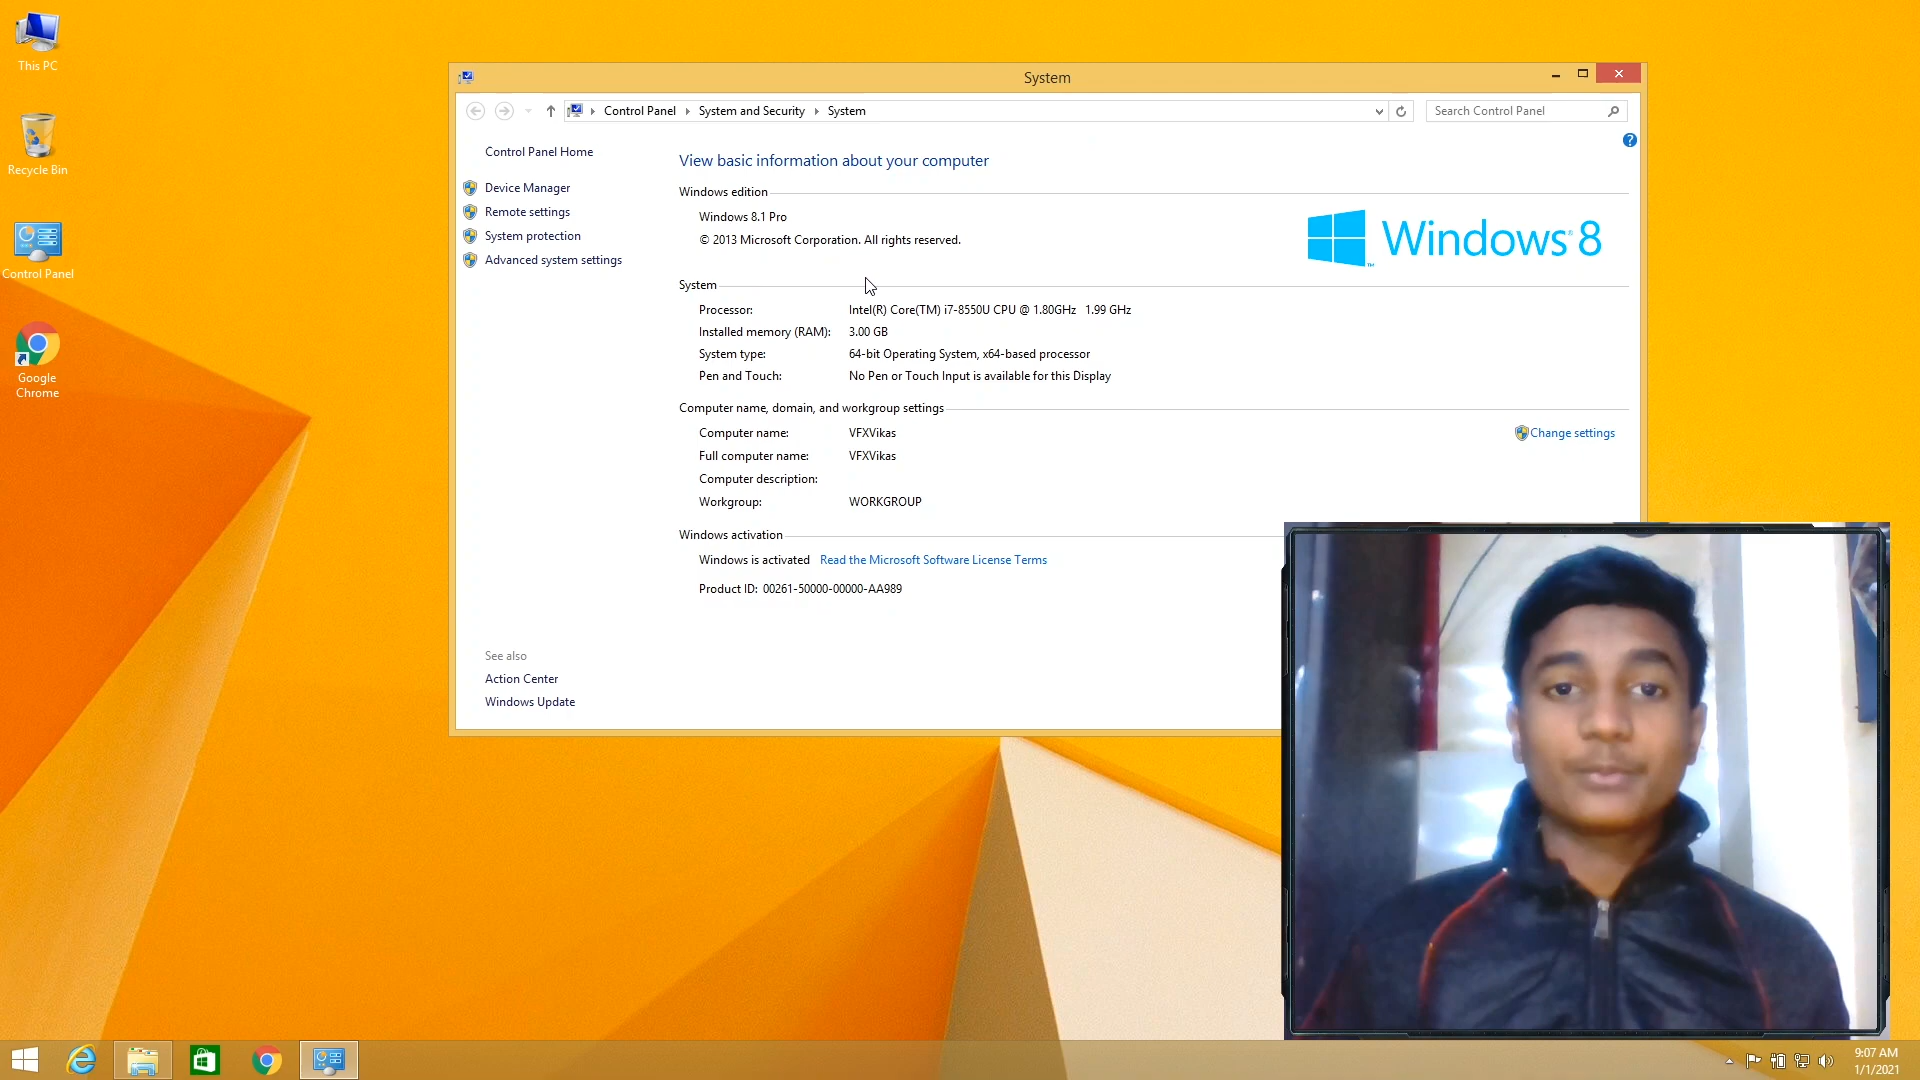 This PC
Recycle Bin
Control Panel
Google
Chrome
System
Control Panel System and Security System
Search Control Panel
?
Control Panel Home
Device Manager
Remote settings
System protection
Advanced system settings
View basic information about your computer
Windows edition
Windows 8.1 Pro
© 2013 Microsoft Corporation. All rights reserved.
Windows® 8
™
System
Processor: Intel(R) Core(TM) i7-8550U CPU @ 1.80GHz 1.99 GHz
Installed memory (RAM): 3.00 GB
System type: 64-bit Operating System, x64-based processor
Pen and Touch: No Pen or Touch Input is available for this Display
Computer name, domain, and workgroup settings
Computer name: VFXVikas
Change settings
Full computer name: VFXVikas
Computer description:
Workgroup: WORKGROUP
Windows activation
Windows is activated Read the Microsoft Software License Terms
Product ID: 00261-50000-00000-AA989
See also
Action Center
Windows Update
9:07 AM
1/1/2021